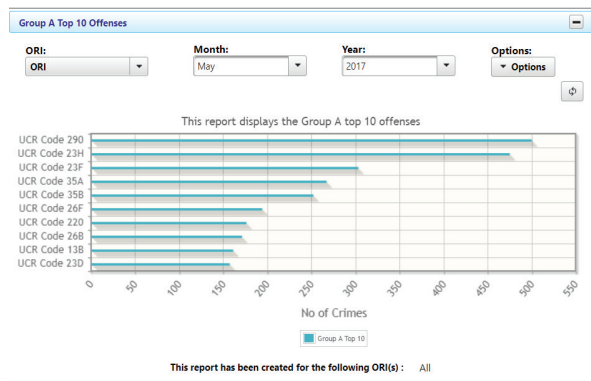 Group A Top 10 Offenses
ORI: Month: Year: Options:
ORI May 2017 Options
This report displays the Group A top 10 offenses
UCR Code 290
UCR Code 23H
UCR Code 23F
UCR Code 35A
UCR Code 35B
UCR Code 26F
UCR Code 220
UCR Code 26B
UCR Code 13B
UCR Code 23D
0 50 100 150 200 250 300 350 400 450 500 550
No of Crimes
Group A Top 10
This report has been created for the following ORI(s) : All